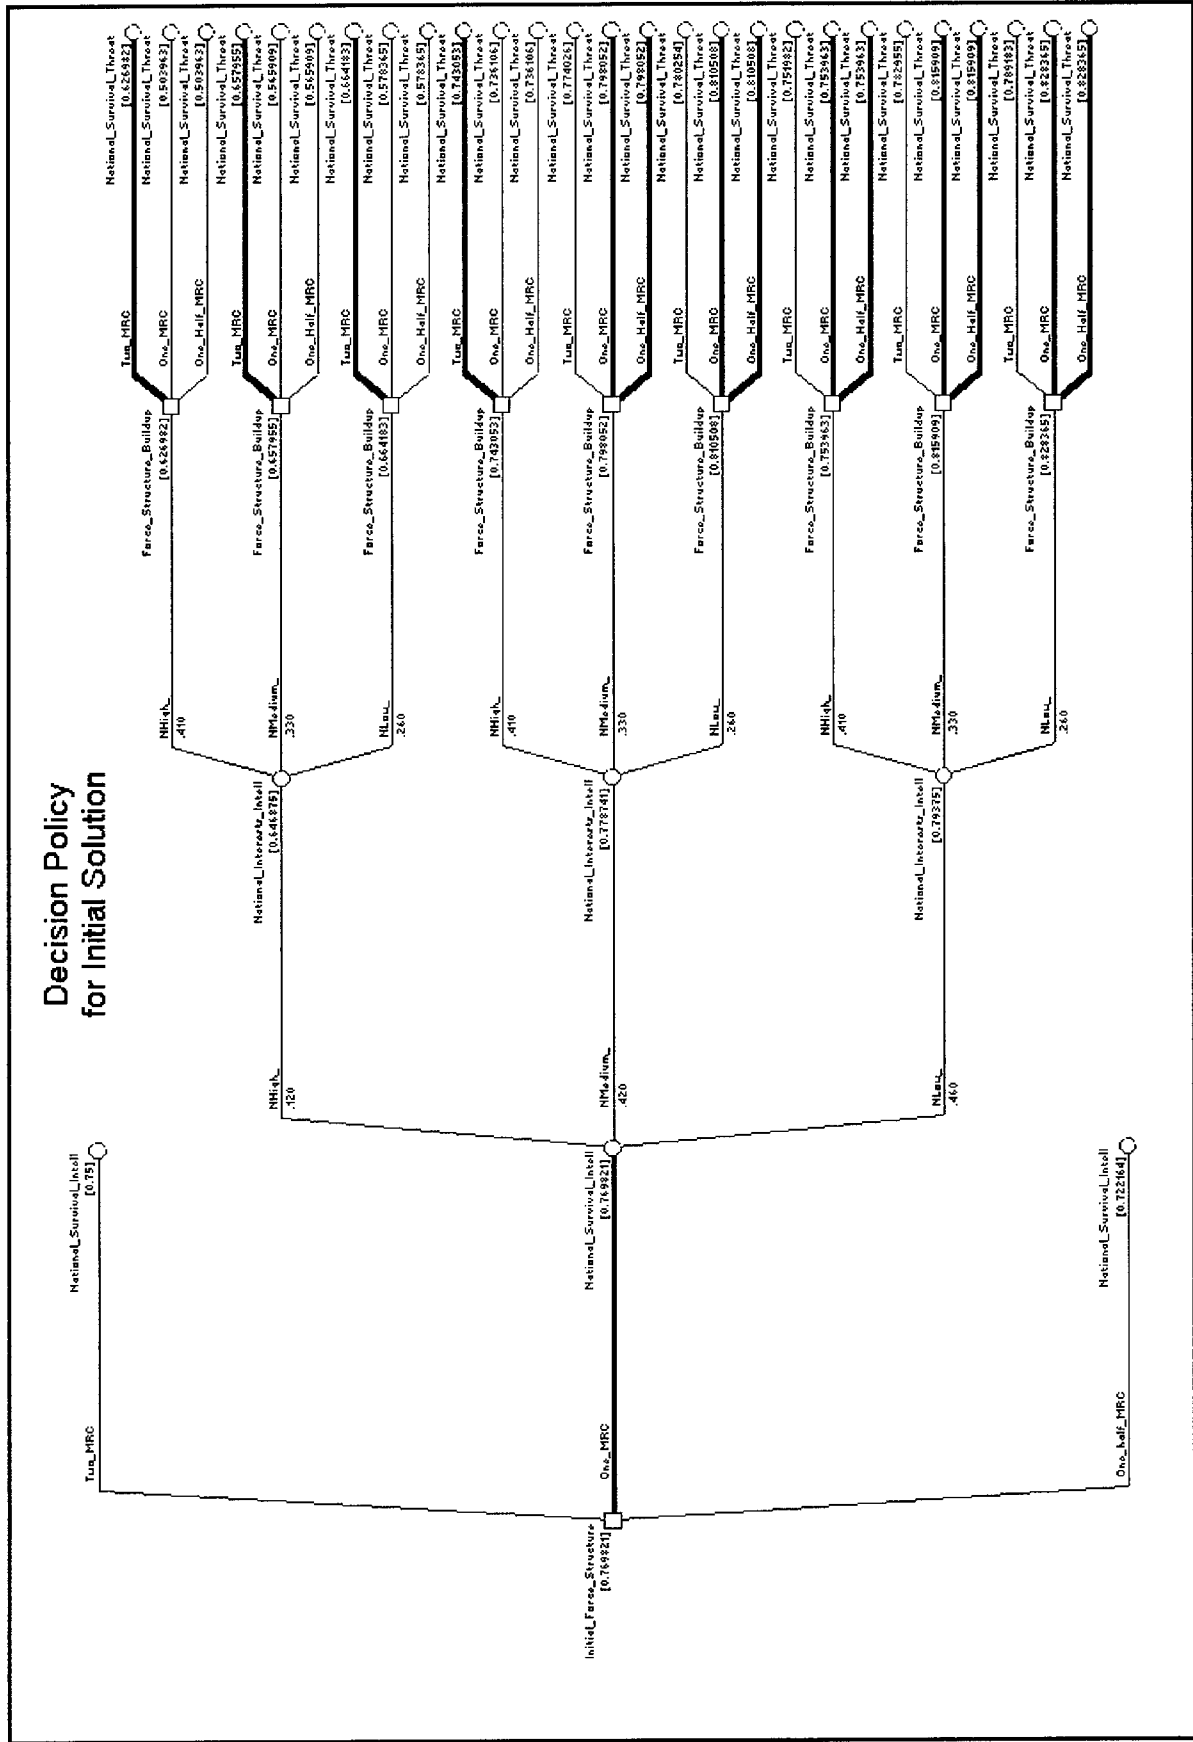 Decision Policy
for Initial Solution
Initial_Force_Structure
[0.769821]
Two_MRC
National_Survival_Intell
[0.75]
One_MRC
National_Survival_Intell
[0.769821]
One_half_MRC
National_Survival_Intell
[0.722164]
NHigh_
.120
National_Interests_Intell
[0.646875]
NMedium_
.420
National_Interests_Intell
[0.778741]
NLow_
.460
National_Interests_Intell
[0.79375]
NHigh_
.410
Force_Structure_Buildup
[0.626982]
NMedium_
.330
Force_Structure_Buildup
[0.657955]
NLow_
.260
Force_Structure_Buildup
[0.664183]
NHigh_
.410
Force_Structure_Buildup
[0.743053]
NMedium_
.330
Force_Structure_Buildup
[0.798052]
NLow_
.260
Force_Structure_Buildup
[0.810508]
NHigh_
.410
Force_Structure_Buildup
[0.753963]
NMedium_
.330
Force_Structure_Buildup
[0.815909]
NLow_
.260
Force_Structure_Buildup
[0.828365]
Two_MRC
National_Survival_Threat
[0.626982]
One_MRC
National_Survival_Threat
[0.503963]
One_Half_MRC
National_Survival_Threat
[0.503963]
Two_MRC
National_Survival_Threat
[0.657955]
One_MRC
National_Survival_Threat
[0.565909]
One_Half_MRC
National_Survival_Threat
[0.565909]
Two_MRC
National_Survival_Threat
[0.664183]
One_MRC
National_Survival_Threat
[0.578365]
One_Half_MRC
National_Survival_Threat
[0.578365]
Two_MRC
National_Survival_Threat
[0.743053]
One_MRC
National_Survival_Threat
[0.736106]
One_Half_MRC
National_Survival_Threat
[0.736106]
Two_MRC
National_Survival_Threat
[0.774026]
One_MRC
National_Survival_Threat
[0.798052]
One_Half_MRC
National_Survival_Threat
[0.798052]
Two_MRC
National_Survival_Threat
[0.780254]
One_MRC
National_Survival_Threat
[0.810508]
One_Half_MRC
National_Survival_Threat
[0.810508]
Two_MRC
National_Survival_Threat
[0.751982]
One_MRC
National_Survival_Threat
[0.753963]
One_Half_MRC
National_Survival_Threat
[0.753963]
Two_MRC
National_Survival_Threat
[0.782955]
One_MRC
National_Survival_Threat
[0.815909]
One_Half_MRC
National_Survival_Threat
[0.815909]
Two_MRC
National_Survival_Threat
[0.789183]
One_MRC
National_Survival_Threat
[0.828365]
One_Half_MRC
National_Survival_Threat
[0.828365]